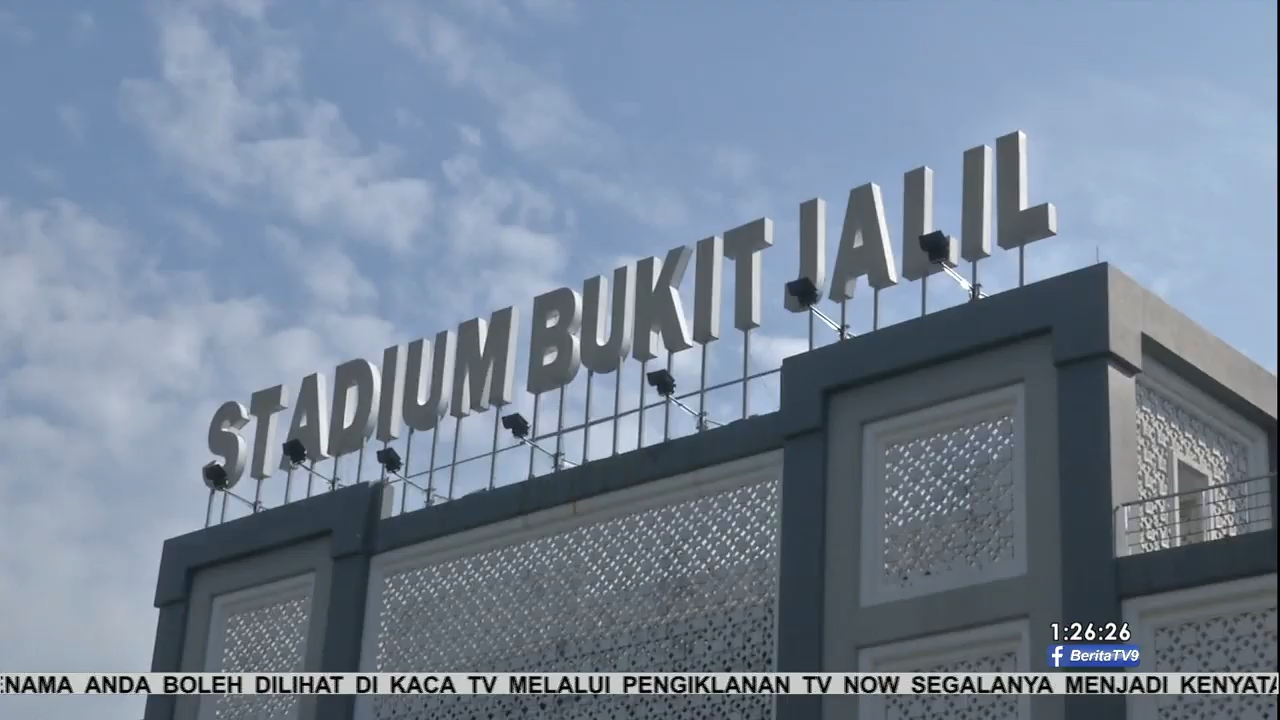 STADIUM BUKIT JALIL
1:26:26
BeritaTV9
ENAMA ANDA BOLEH DILIHAT DI KACA TV MELALUI PENGIKLANAN TV NOW SEGALANYA MENJADI KENYATA